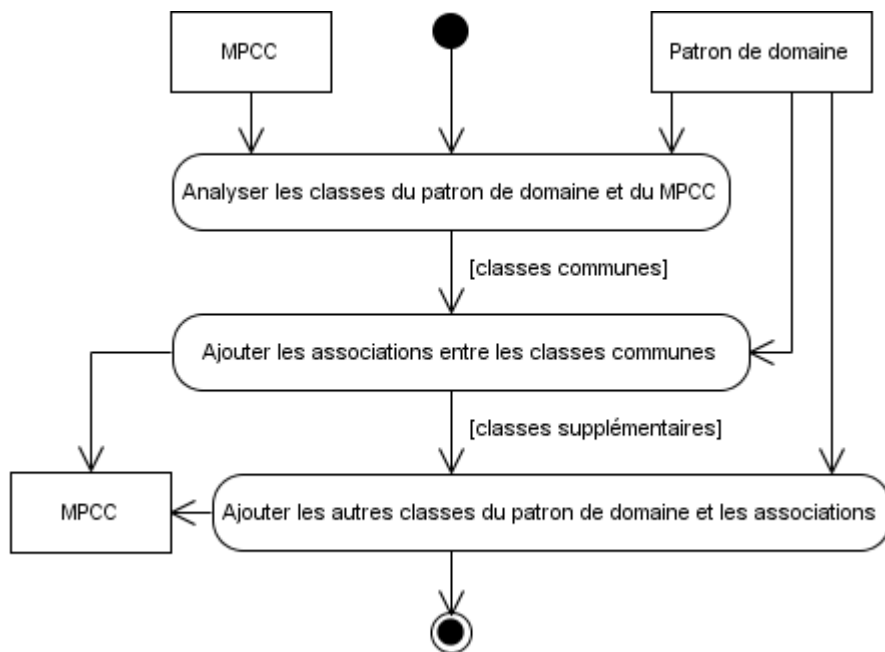 MPCC
Patron de domaine
Analyser les classes du patron de domaine et du MPCC
[classes communes]
Ajouter les associations entre les classes communes
[classes supplémentaires]
MPCC
Ajouter les autres classes du patron de domaine et les associations